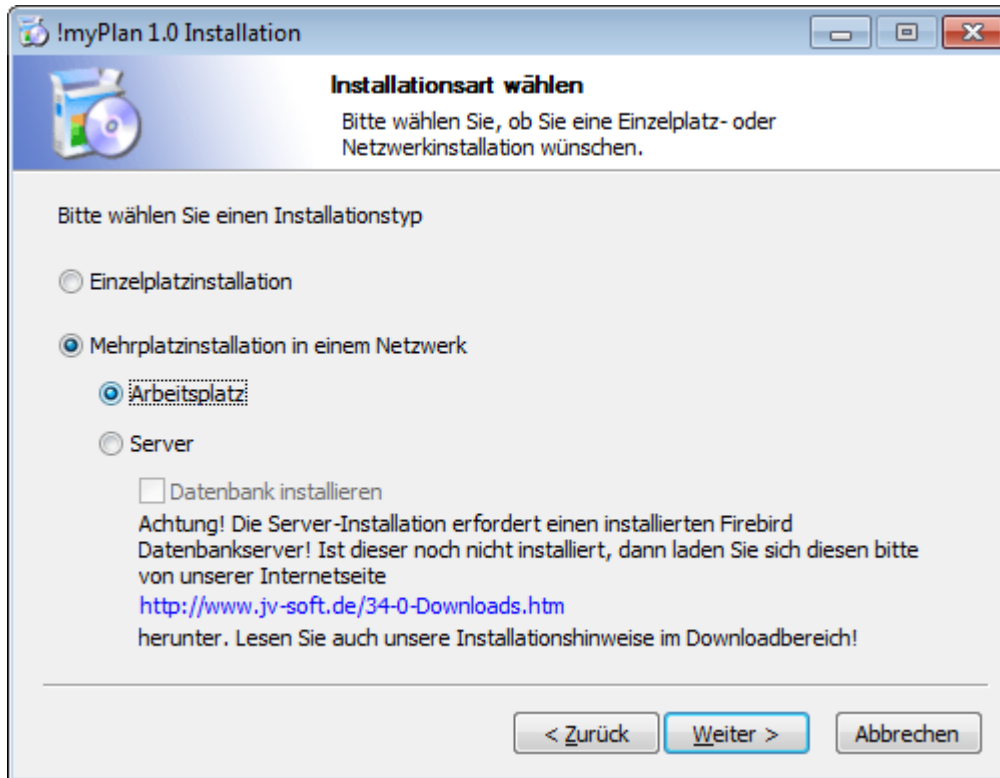 !myPlan 1.0 Installation
Installationsart wählen
Bitte wählen Sie, ob Sie eine Einzelplatz- oder
Netzwerkinstallation wünschen.
Bitte wählen Sie einen Installationstyp
Einzelplatzinstallation
Mehrplatzinstallation in einem Netzwerk
Arbeitsplatz
Server
Datenbank installieren
Achtung! Die Server-Installation erfordert einen installierten Firebird
Datenbankserver! Ist dieser noch nicht installiert, dann laden Sie sich diesen bitte
von unserer Internetseite
http://www.jv-soft.de/34-0-Downloads.htm
herunter. Lesen Sie auch unsere Installationshinweise im Downloadbereich!
< Zurück Weiter > Abbrechen